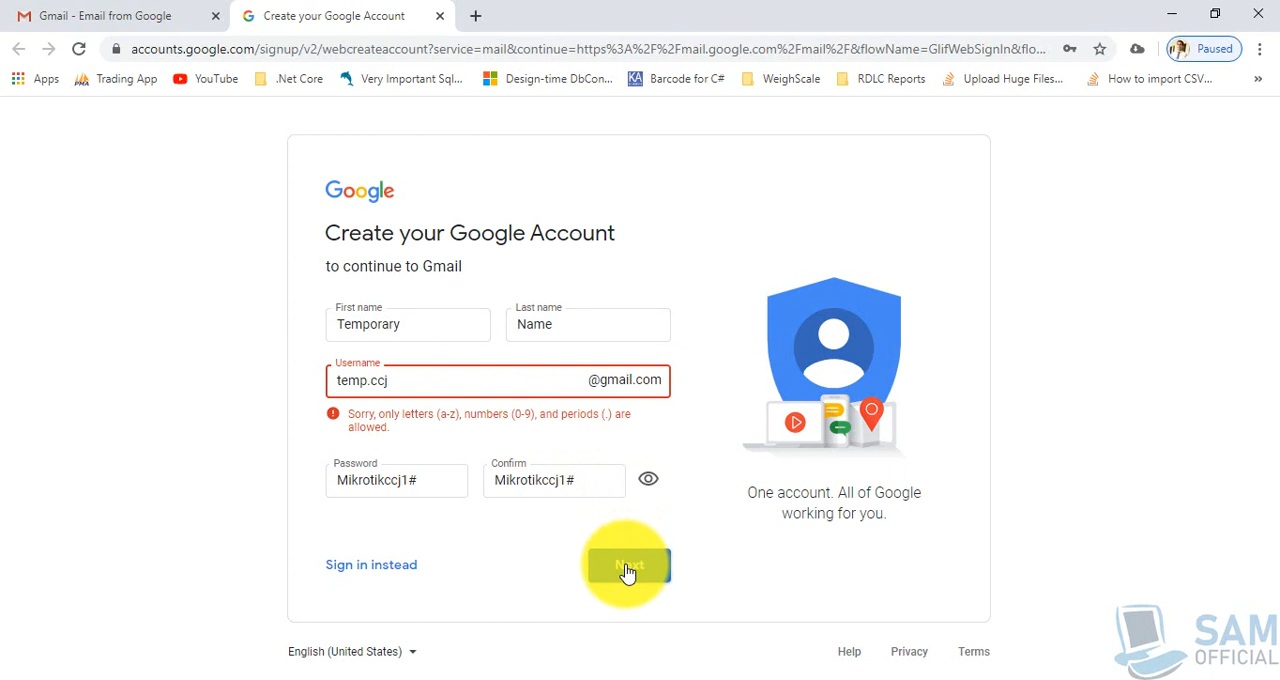 Gmail - Email from Google
Create your Google Account
accounts.google.com/signup/v2/webcreateaccount?service=mail&continue=https%3A%2F%2Fmail.google.com%2Fmail%2F&flowName=GlifWebSignIn&flo...
Paused
Apps
Trading App
YouTube
.Net Core
Very Important Sql...
Design-time DbCon...
KA
Barcode for C#
WeighScale
RDLC Reports
Upload Huge Files...
How to import CSV...
»
Google
Create your Google Account
to continue to Gmail
First name
Last name
Temporary
Name
Username
temp.ccj
@gmail.com
Sorry, only letters (a-z), numbers (0-9), and periods (.) are
allowed.
Password
Confirm
Mikrotikccj1#
Mikrotikccj1#
One account. All of Google
working for you.
Sign in instead
Next
English (United States)
Help
Privacy
Terms
SAM
OFFICIAL